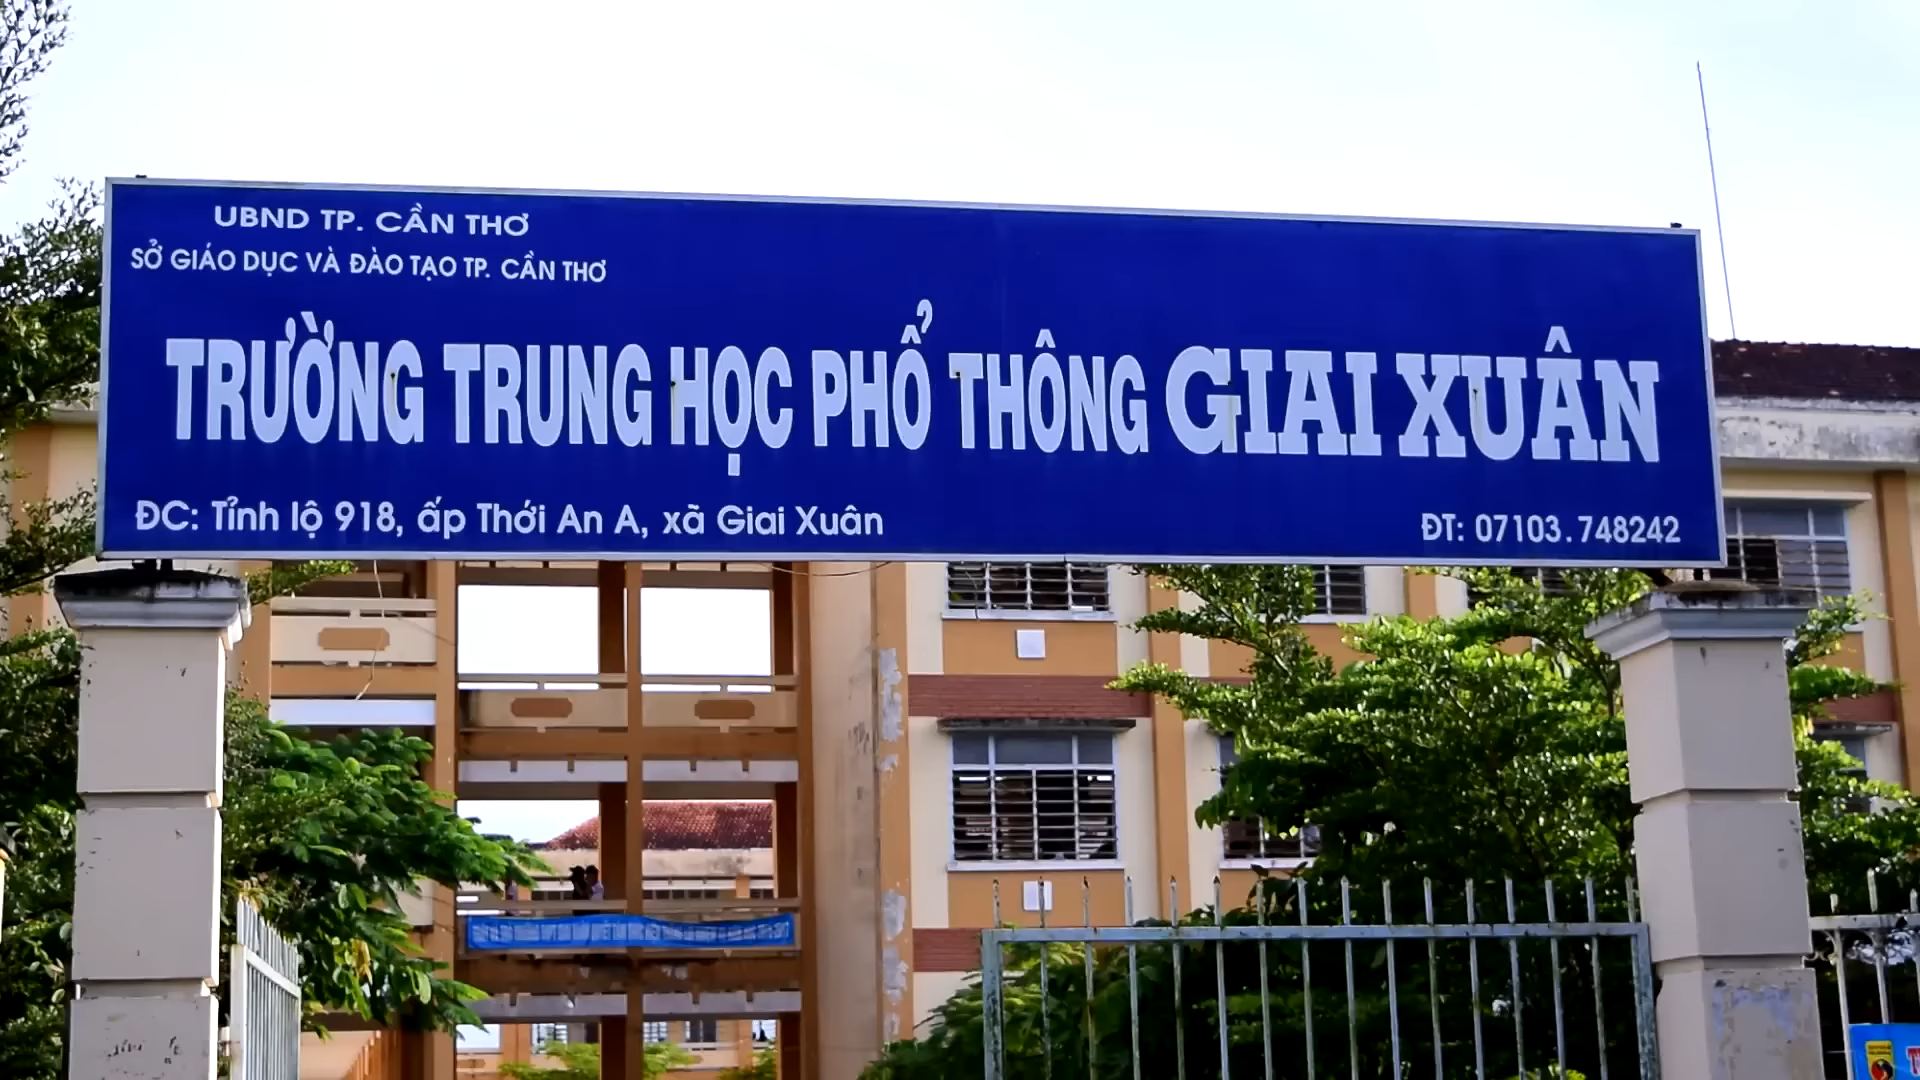 UBND TP. CẦN THƠ
SỞ GIÁO DỤC VÀ ĐÀO TẠO TP. CẦN THƠ
TRƯỜNG TRUNG HỌC PHỔ THÔNG GIAI XUÂN
ĐC: Tỉnh lộ 918, ấp Thới An A, xã Giai Xuân
ĐT: 07103.748242